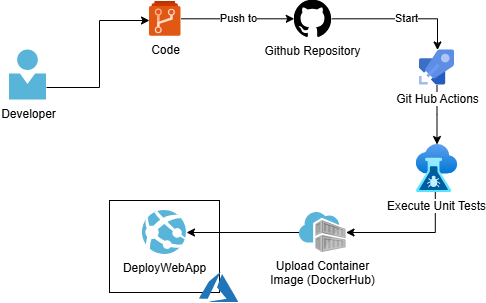 Push to
Start
Code
Github Repository
Developer
Git Hub Actions
Execute Unit Tests
DeployWebApp
Upload Container
Image (DockerHub)